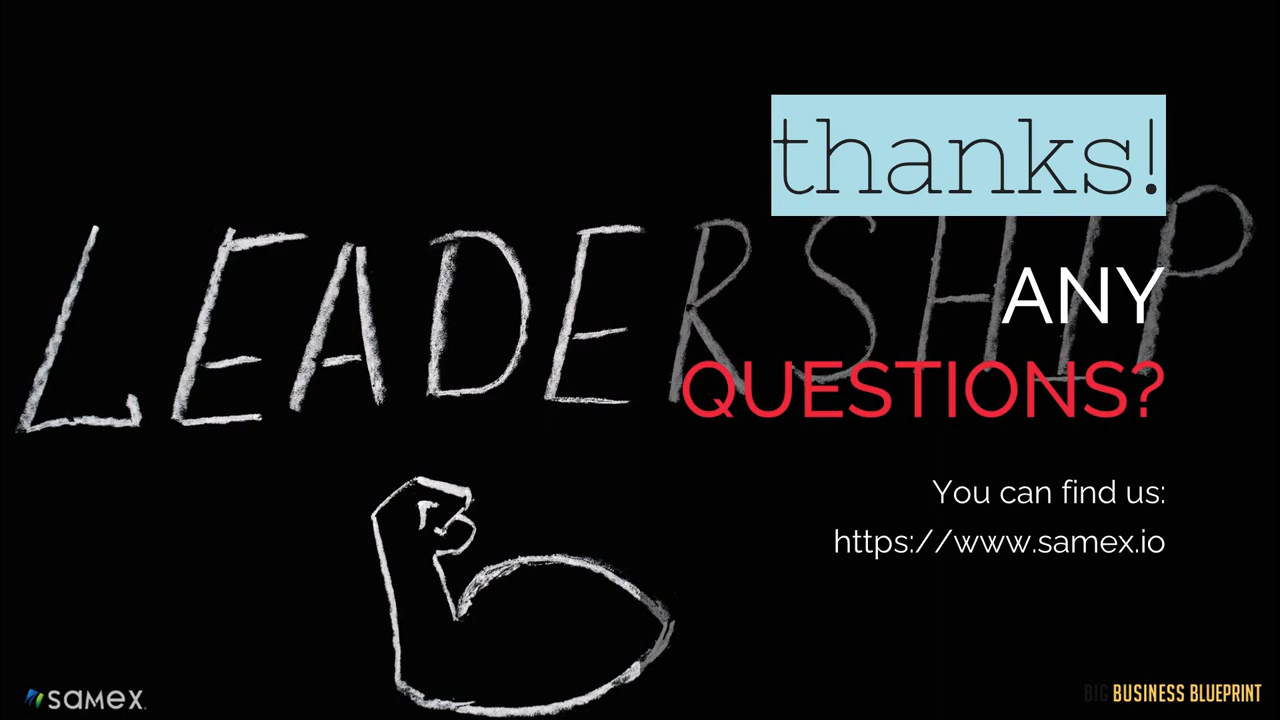 thanks!
LEADERSHIP
ANY
QUESTIONS?
You can find us:
https://www.samex.io
samex
BIG BUSINESS BLUEPRINT